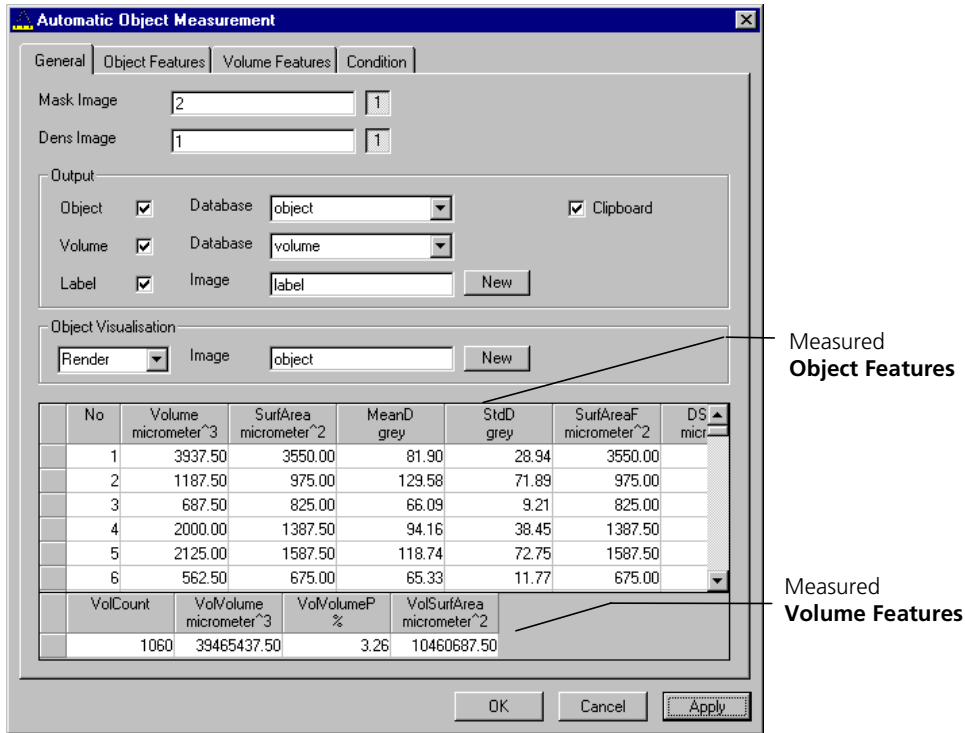 Automatic Object Measurement
General Object Features Volume Features Condition
Mask Image 2 1
Dens Image 1 1
Output
Object Database object Clipboard
Volume Database volume
Label Image label New
Object Visualisation
Render Image object New
Measured
Object Features
No Volume SurfArea MeanD StdD SurfAreaF DS
micrometer^3 micrometer^2 grey grey micrometer^2 micr
1 3937.50 3550.00 81.90 28.94 3550.00
2 1187.50 975.00 129.58 71.89 975.00
3 687.50 825.00 66.09 9.21 825.00
4 2000.00 1387.50 94.16 38.45 1387.50
5 2125.00 1587.50 118.74 72.75 1587.50
6 562.50 675.00 65.33 11.77 675.00
Measured
Volume Features
VolCount VolVolume VolVolumeP VolSurfArea
micrometer^3 % micrometer^2
1060 39465437.50 3.26 10460687.50
OK Cancel Apply